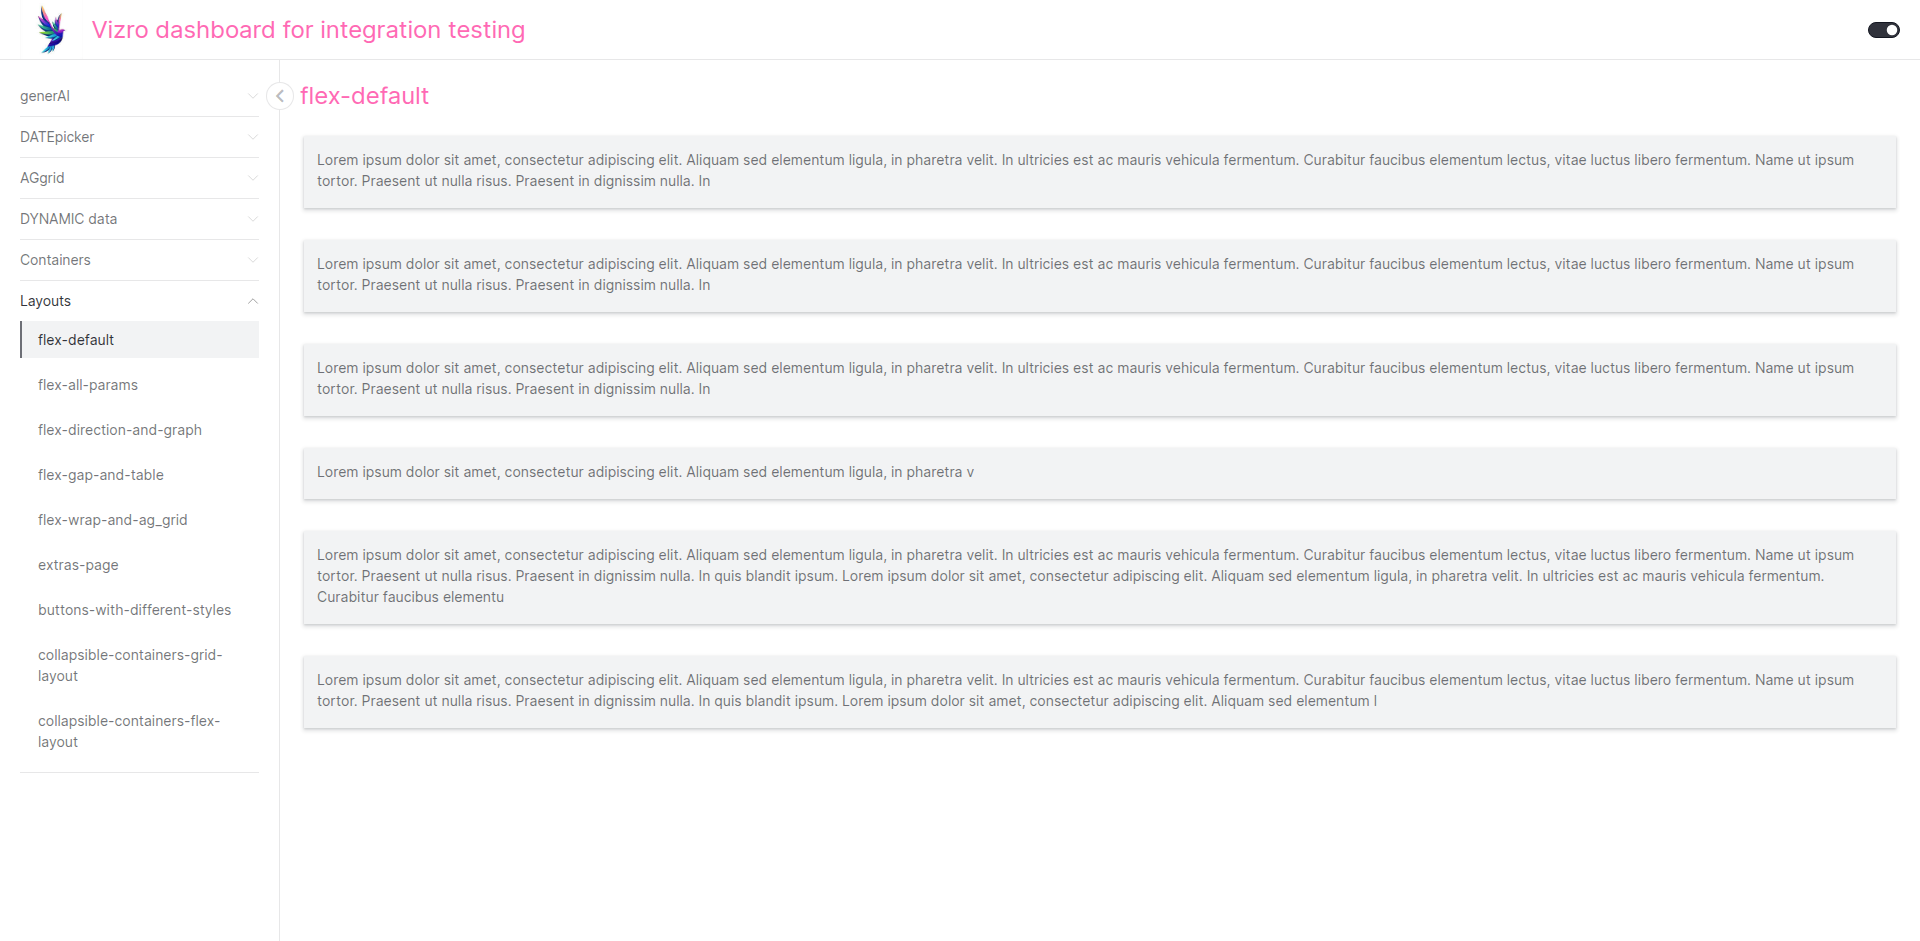 Vizro dashboard for integration testing
generAI
DATEpicker
AGgrid
DYNAMIC data
Containers
Layouts
flex-default
flex-all-params
flex-direction-and-graph
flex-gap-and-table
flex-wrap-and-ag_grid
extras-page
buttons-with-different-styles
collapsible-containers-grid-
layout
collapsible-containers-flex-
layout
flex-default
Lorem ipsum dolor sit amet, consectetur adipiscing elit. Aliquam sed elementum ligula, in pharetra velit. In ultricies est ac mauris vehicula fermentum. Curabitur faucibus elementum lectus, vitae luctus libero fermentum. Name ut ipsum
tortor. Praesent ut nulla risus. Praesent in dignissim nulla. In
Lorem ipsum dolor sit amet, consectetur adipiscing elit. Aliquam sed elementum ligula, in pharetra velit. In ultricies est ac mauris vehicula fermentum. Curabitur faucibus elementum lectus, vitae luctus libero fermentum. Name ut ipsum
tortor. Praesent ut nulla risus. Praesent in dignissim nulla. In
Lorem ipsum dolor sit amet, consectetur adipiscing elit. Aliquam sed elementum ligula, in pharetra velit. In ultricies est ac mauris vehicula fermentum. Curabitur faucibus elementum lectus, vitae luctus libero fermentum. Name ut ipsum
tortor. Praesent ut nulla risus. Praesent in dignissim nulla. In
Lorem ipsum dolor sit amet, consectetur adipiscing elit. Aliquam sed elementum ligula, in pharetra v
Lorem ipsum dolor sit amet, consectetur adipiscing elit. Aliquam sed elementum ligula, in pharetra velit. In ultricies est ac mauris vehicula fermentum. Curabitur faucibus elementum lectus, vitae luctus libero fermentum. Name ut ipsum
tortor. Praesent ut nulla risus. Praesent in dignissim nulla. In quis blandit ipsum. Lorem ipsum dolor sit amet, consectetur adipiscing elit. Aliquam sed elementum ligula, in pharetra velit. In ultricies est ac mauris vehicula fermentum.
Curabitur faucibus elementu
Lorem ipsum dolor sit amet, consectetur adipiscing elit. Aliquam sed elementum ligula, in pharetra velit. In ultricies est ac mauris vehicula fermentum. Curabitur faucibus elementum lectus, vitae luctus libero fermentum. Name ut ipsum
tortor. Praesent ut nulla risus. Praesent in dignissim nulla. In quis blandit ipsum. Lorem ipsum dolor sit amet, consectetur adipiscing elit. Aliquam sed elementum l